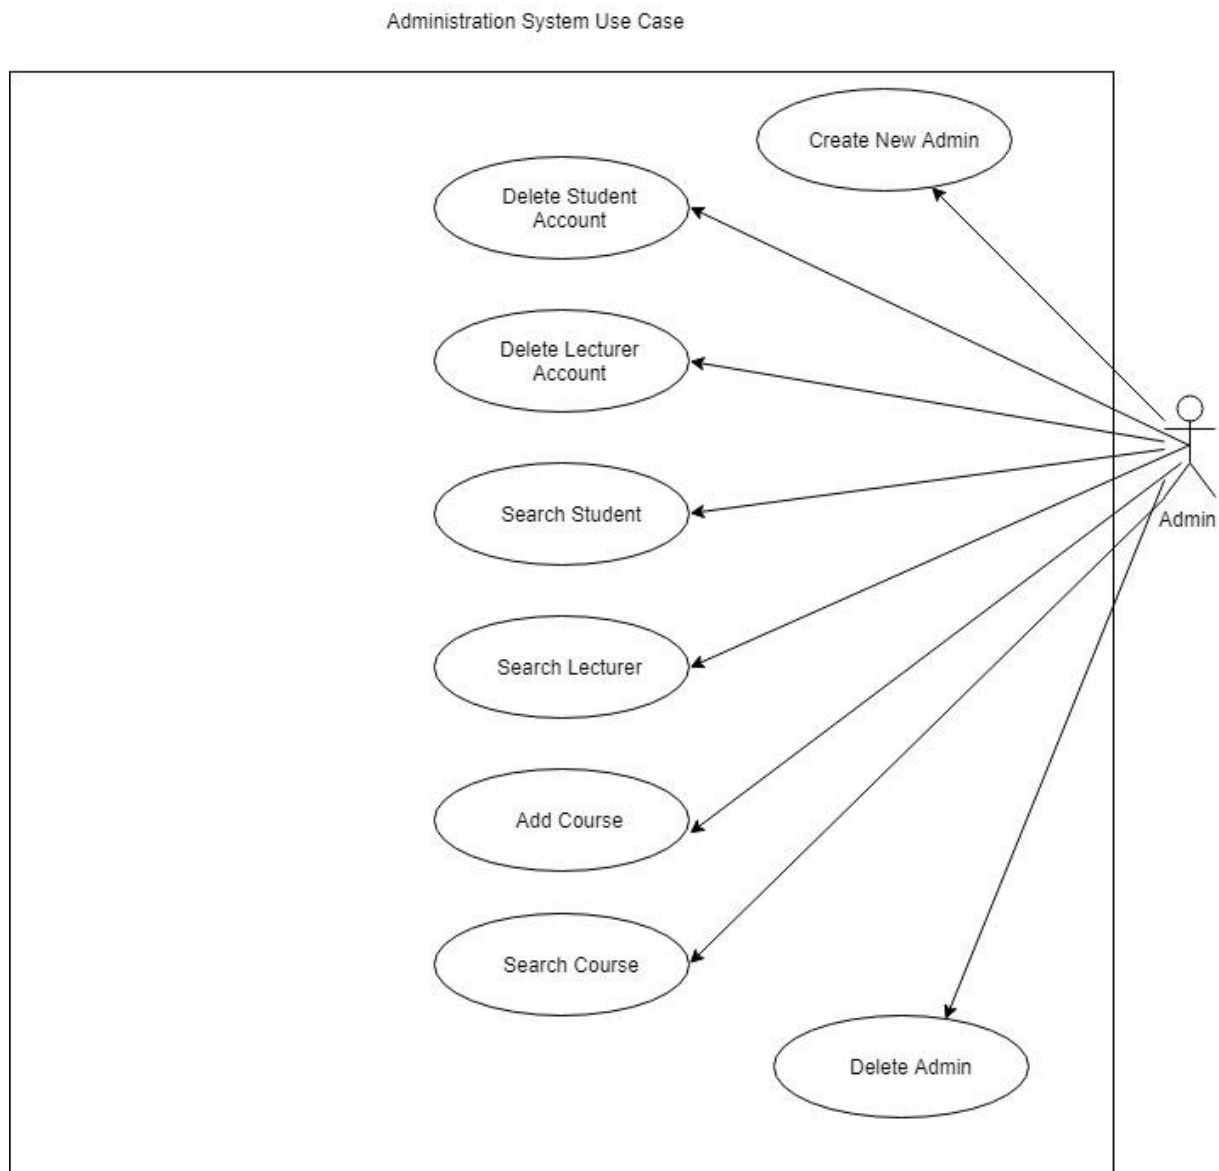 Administration System Use Case
Create New Admin
Delete Student
Account
Delete Lecturer
Account
Search Student
Admin
Search Lecturer
Add Course
Search Course
Delete Admin